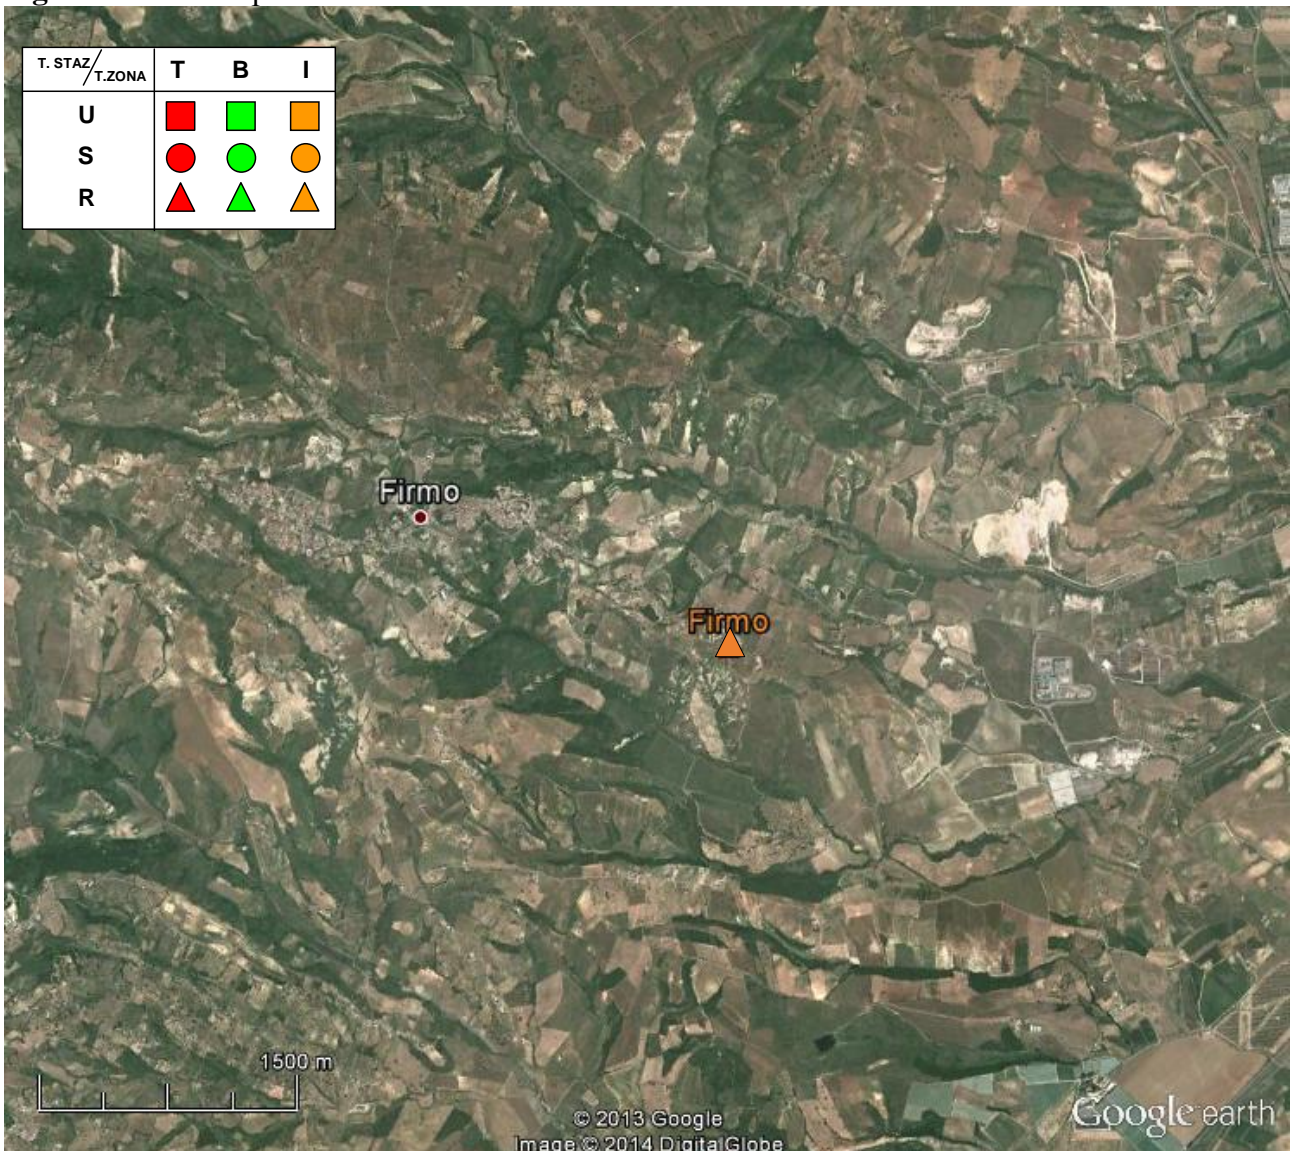 T. STAZ/T.ZONA T B I
U
S
R
Firmo
Firmo
1500 m
© 2013 Google
Image © 2014 DigitalGlobe
Google earth